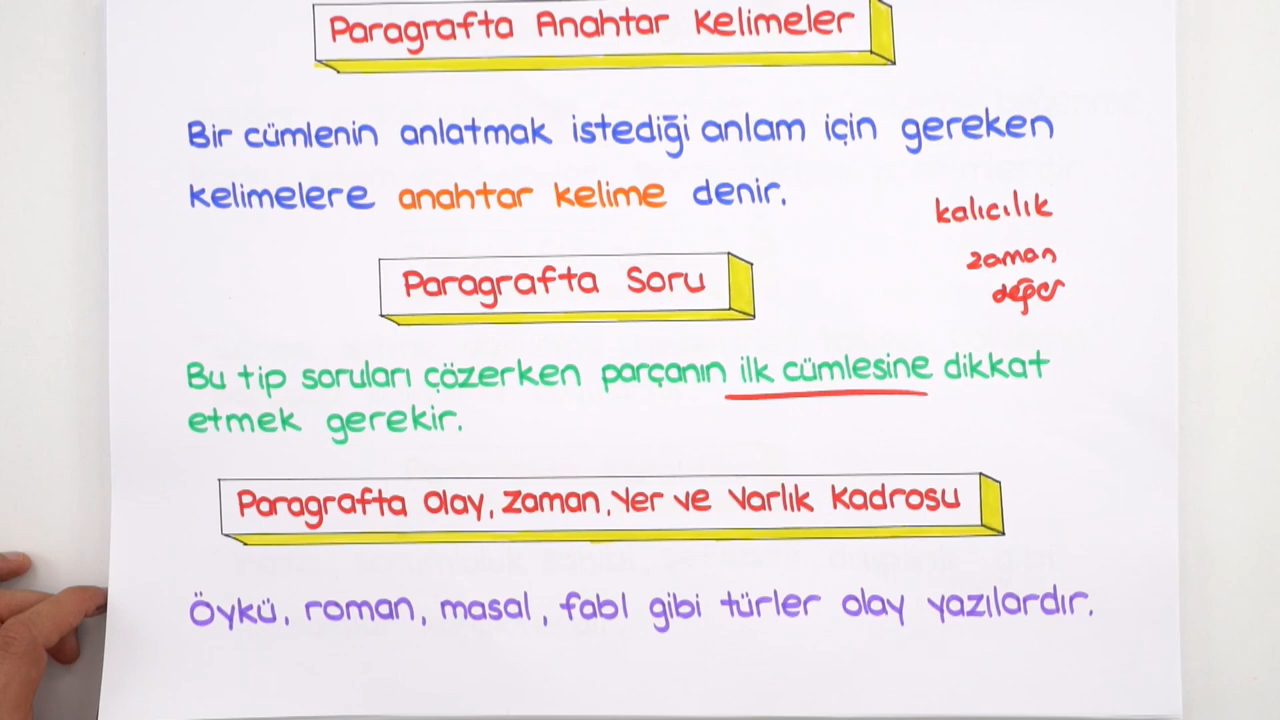 Paragrafta Anahtar Kelimeler
Bir cümlenin anlatmak istediği anlam için gereken
kelimelere anahtar kelime denir.
kalıcılık
zaman
değer
Paragrafta Soru
Bu tip soruları çözerken parçanın ilk cümlesine dikkat
etmek gerekir.
Paragrafta Olay, Zaman, Yer ve Varlık Kadrosu
Öykü, roman, masal, fabl gibi türler olay yazılardır.